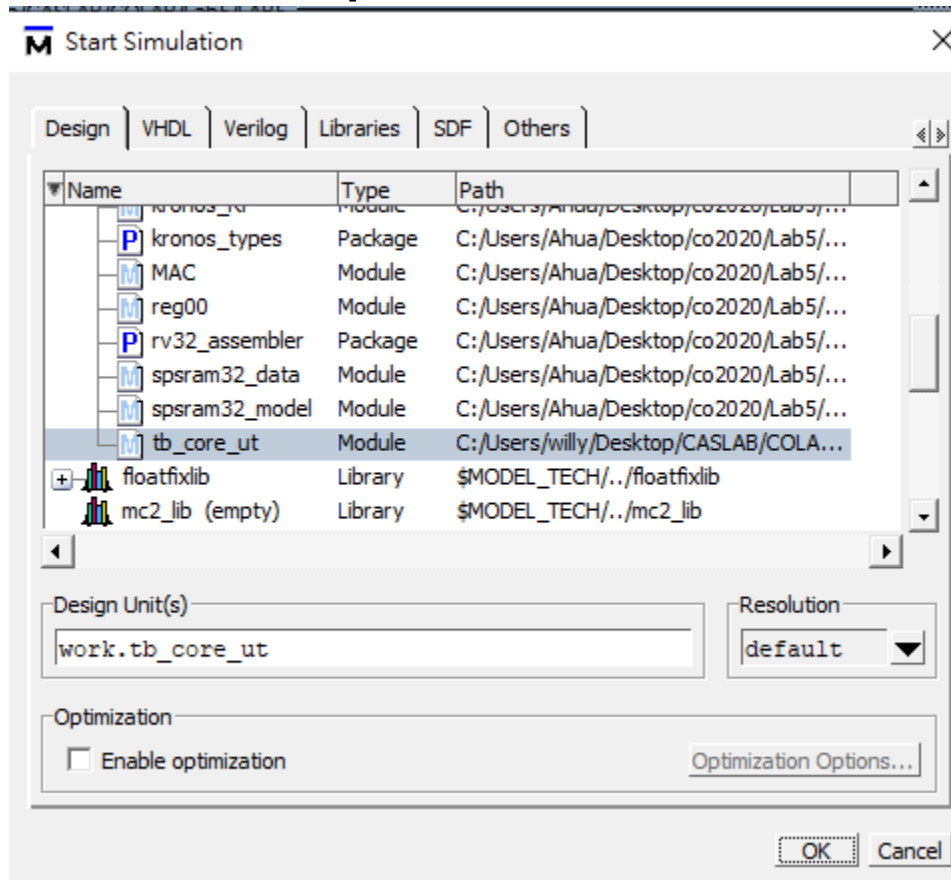 Start Simulation
Design VHDL Verilog Libraries SDF Others
Name Type Path
kronos_types Package C:/Users/Ahua/Desktop/co2020/Lab5/...
MAC Module C:/Users/Ahua/Desktop/co2020/Lab5/...
reg00 Module C:/Users/Ahua/Desktop/co2020/Lab5/...
rv32_assembler Package C:/Users/Ahua/Desktop/co2020/Lab5/...
spsram32_data Module C:/Users/Ahua/Desktop/co2020/Lab5/...
spsram32_model Module C:/Users/Ahua/Desktop/co2020/Lab5/...
tb_core_ut Module C:/Users/willy/Desktop/CASLAB/COLA...
floatfixlib Library $MODEL_TECH/../floatfixlib
mc2_lib (empty) Library $MODEL_TECH/../mc2_lib
Design Unit(s) Resolution
work.tb_core_ut default
Optimization
Enable optimization Optimization Options...
OK Cancel